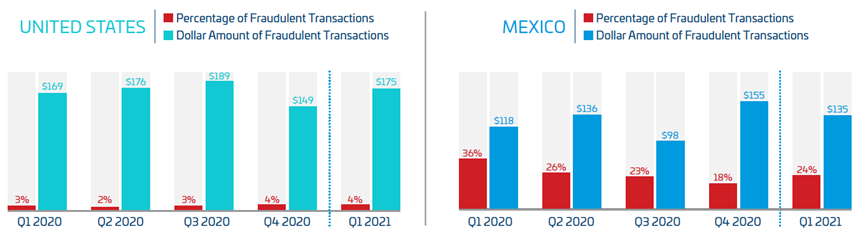 UNITED STATES
Percentage of Fraudulent Transactions
Dollar Amount of Fraudulent Transactions
$169
$176
$189
$149
$175
3%
2%
3%
4%
4%
Q1 2020
Q2 2020
Q3 2020
Q4 2020
Q1 2021
MEXICO
Percentage of Fraudulent Transactions
Dollar Amount of Fraudulent Transactions
$118
$136
$98
$155
$135
36%
26%
23%
18%
24%
Q1 2020
Q2 2020
Q3 2020
Q4 2020
Q1 2021